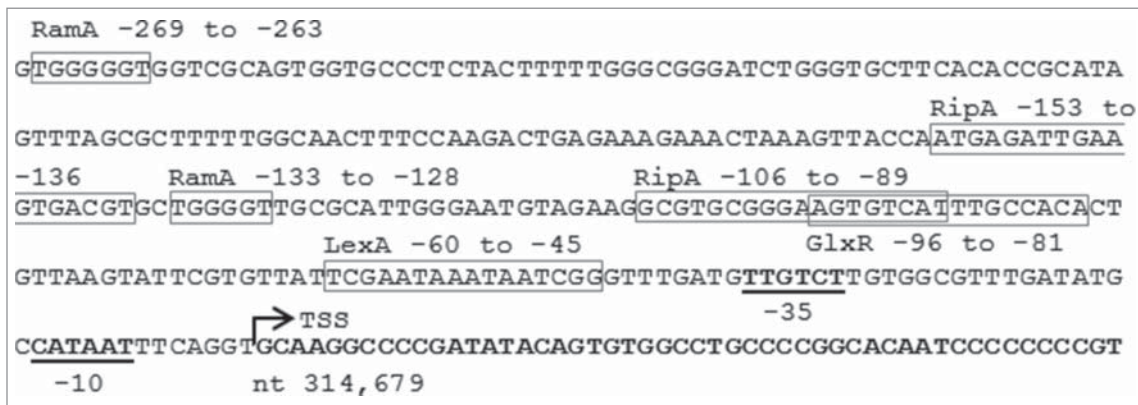 RamA -269 to -263
GTGGGGGTGGTCGCAGTGGTGCCCTCTACTTTTTGGGCGGGATCTGGGTGCTTCACACCGCATA
RipA -153 to
GTTTAGCGCTTTTTGGCAACTTTCCAAGACTGAGAAAGAAACTAAAGTTACCAATGAGATTGAA
-136 RamA -133 to -128 RipA -106 to -89
GTGACGTGCTGGGGTTGCGCATTGGGAATGTAGAAGGCGTGCGGGAAGTGTCATTTGCCACACT
LexA -60 to -45 GlxR -96 to -81
GTTAAGTATTCGTGTTATTCGAATAAATAATCGGGTTTGATGTTGTCTTGTGGCGTTTGATATG
-35
TSS
CCATAATTTCAGGTGCAAGGCCCCGATATACAGTGTGGCCTGCCCCGGCACAATCCCCCCCCGT
-10 nt 314,679